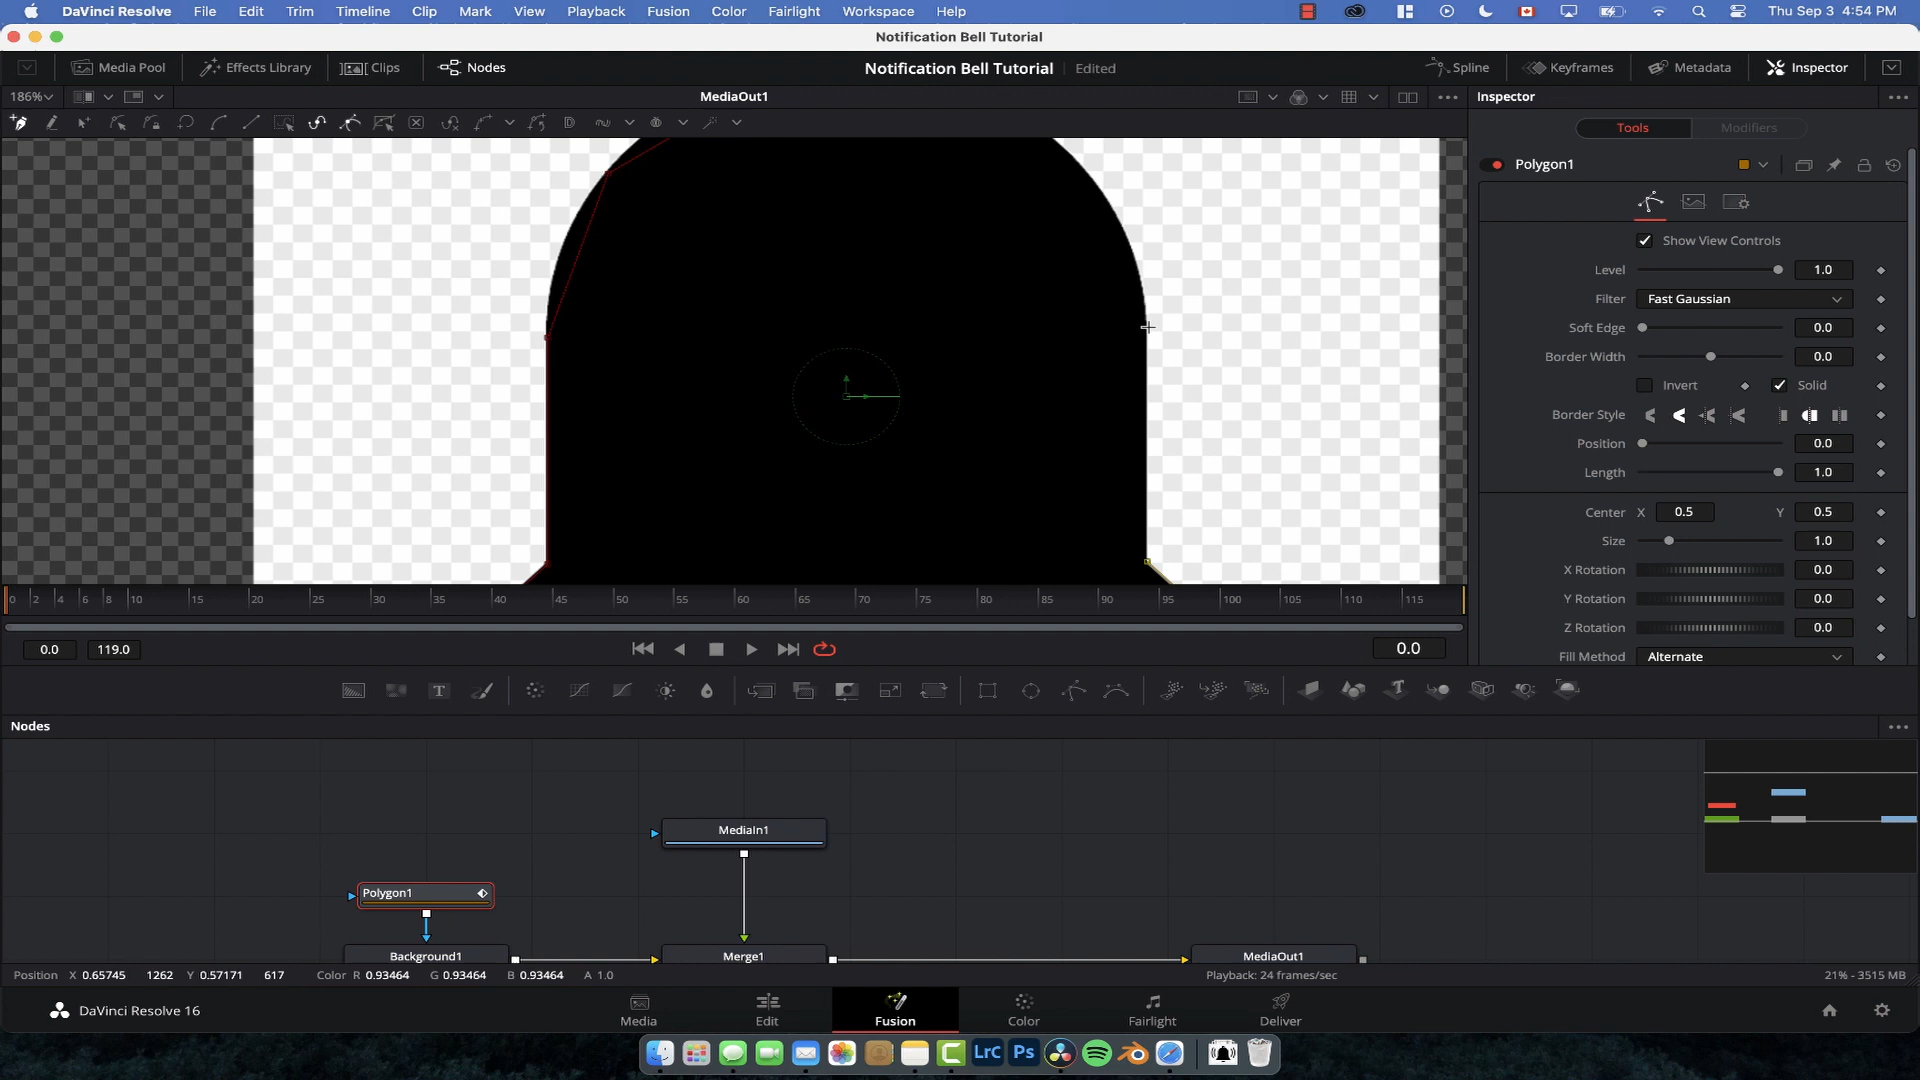 DaVinci Resolve File Edit Trim Timeline Clip Mark View Playback Fusion Color Fairlight Workspace Help Thu Sep 3 4:54 PM
Notification Bell Tutorial
Media Pool Effects Library Clips Nodes Notification Bell Tutorial Edited Spline Keyframes Metadata Inspector
186% MediaOut1 Inspector
Tools Modifiers
Polygon1
Show View Controls
Level 1.0
Filter Fast Gaussian
Soft Edge 0.0
Border Width 0.0
Invert Solid
Border Style
Position 0.0
Length 1.0
Center X 0.5 Y 0.5
Size 1.0
X Rotation 0.0
Y Rotation 0.0
Z Rotation 0.0
Fill Method Alternate
0 2 4 6 8 10 15 20 25 30 35 40 45 50 55 60 65 70 75 80 85 90 95 100 105 110 115
0.0 119.0 0.0
T
Nodes
MediaIn1
Polygon1
Background1 Merge1 MediaOut1
Position X 0.65745 1262 Y 0.57171 617 Color R 0.93464 G 0.93464 B 0.93464 A 1.0 Playback: 24 frames/sec 21% - 3515 MB
DaVinci Resolve 16 Media Edit Fusion Color Fairlight Deliver
LrC Ps